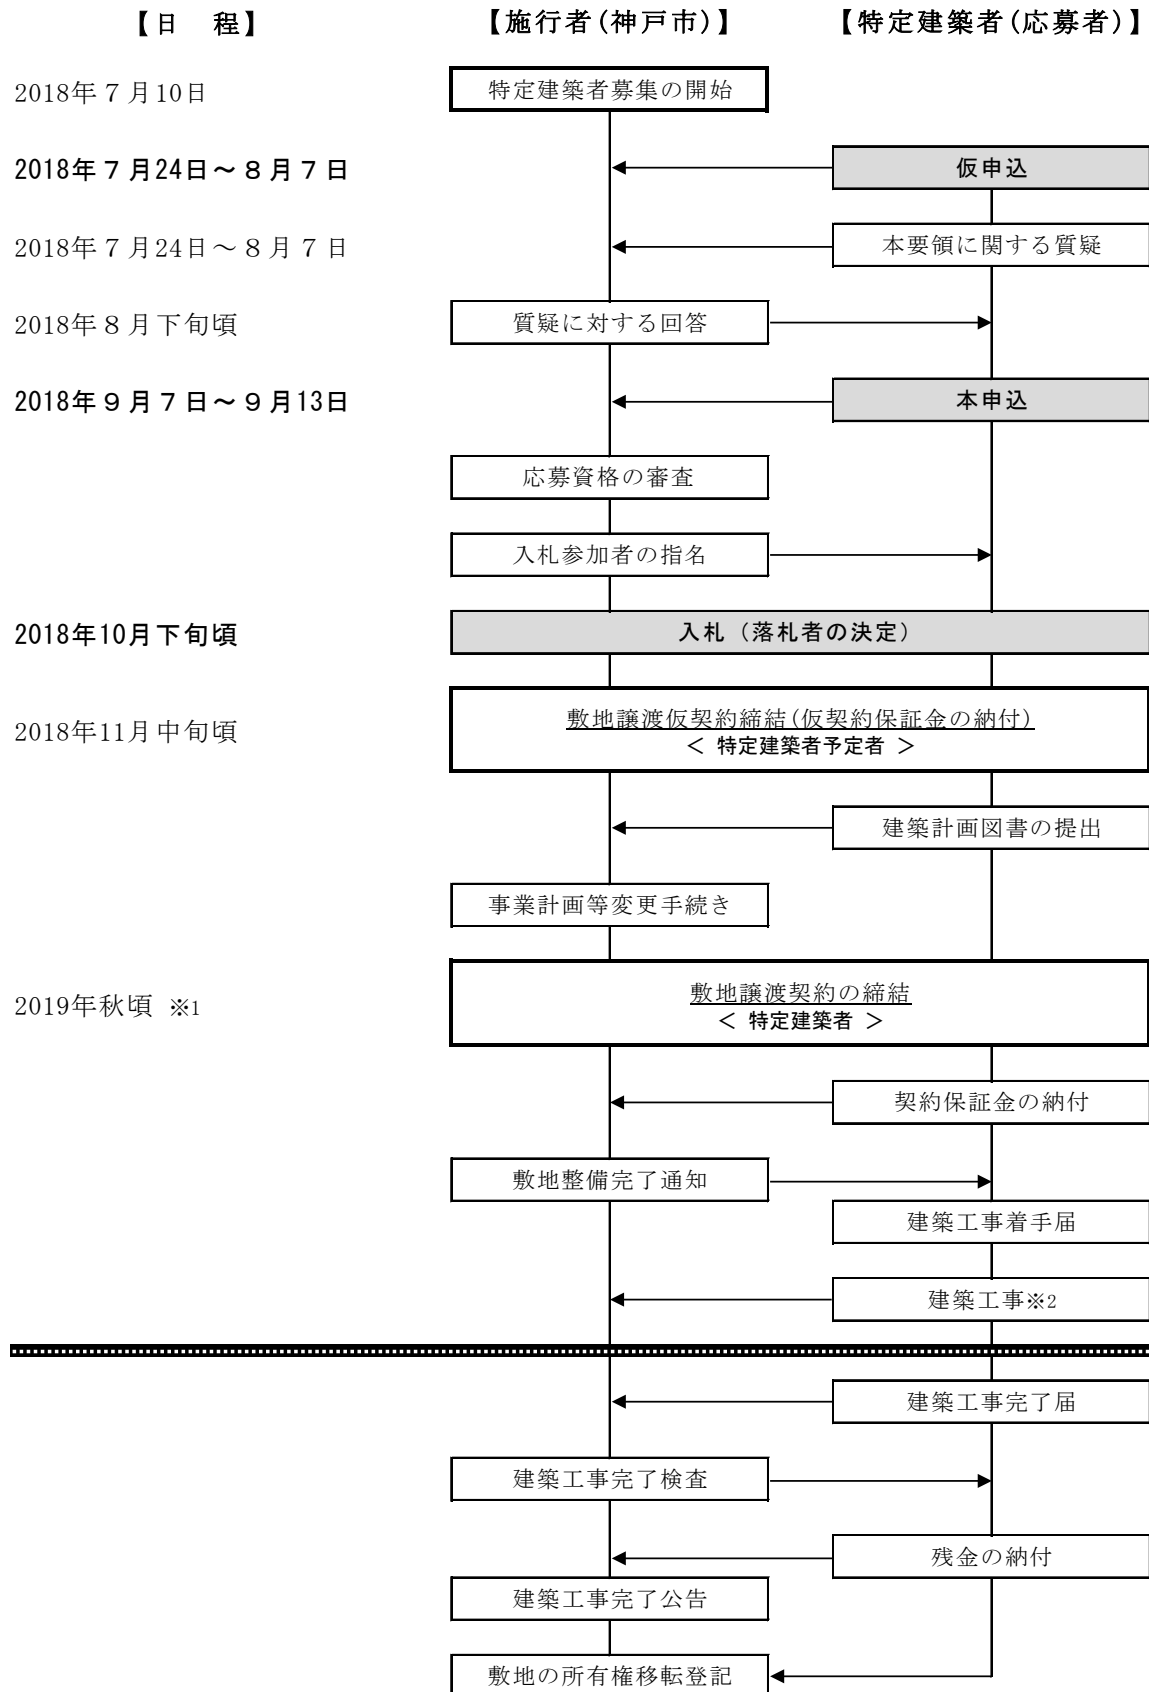 【日　程】
【施行者(神戸市)】
【特定建築者(応募者)】
2018年７月10日
特定建築者募集の開始
2018年７月24日～８月７日
仮申込
2018年７月24日～８月７日
本要領に関する質疑
2018年８月下旬頃
質疑に対する回答
2018年９月７日～９月13日
本申込
応募資格の審査
入札参加者の指名
2018年10月下旬頃
入札（落札者の決定）
2018年11月中旬頃
敷地譲渡仮契約締結(仮契約保証金の納付)
＜ 特定建築者予定者 ＞
建築計画図書の提出
事業計画等変更手続き
2019年秋頃 ※1
敷地譲渡契約の締結
＜ 特定建築者 ＞
契約保証金の納付
敷地整備完了通知
建築工事着手届
建築工事※2
建築工事完了届
建築工事完了検査
残金の納付
建築工事完了公告
敷地の所有権移転登記